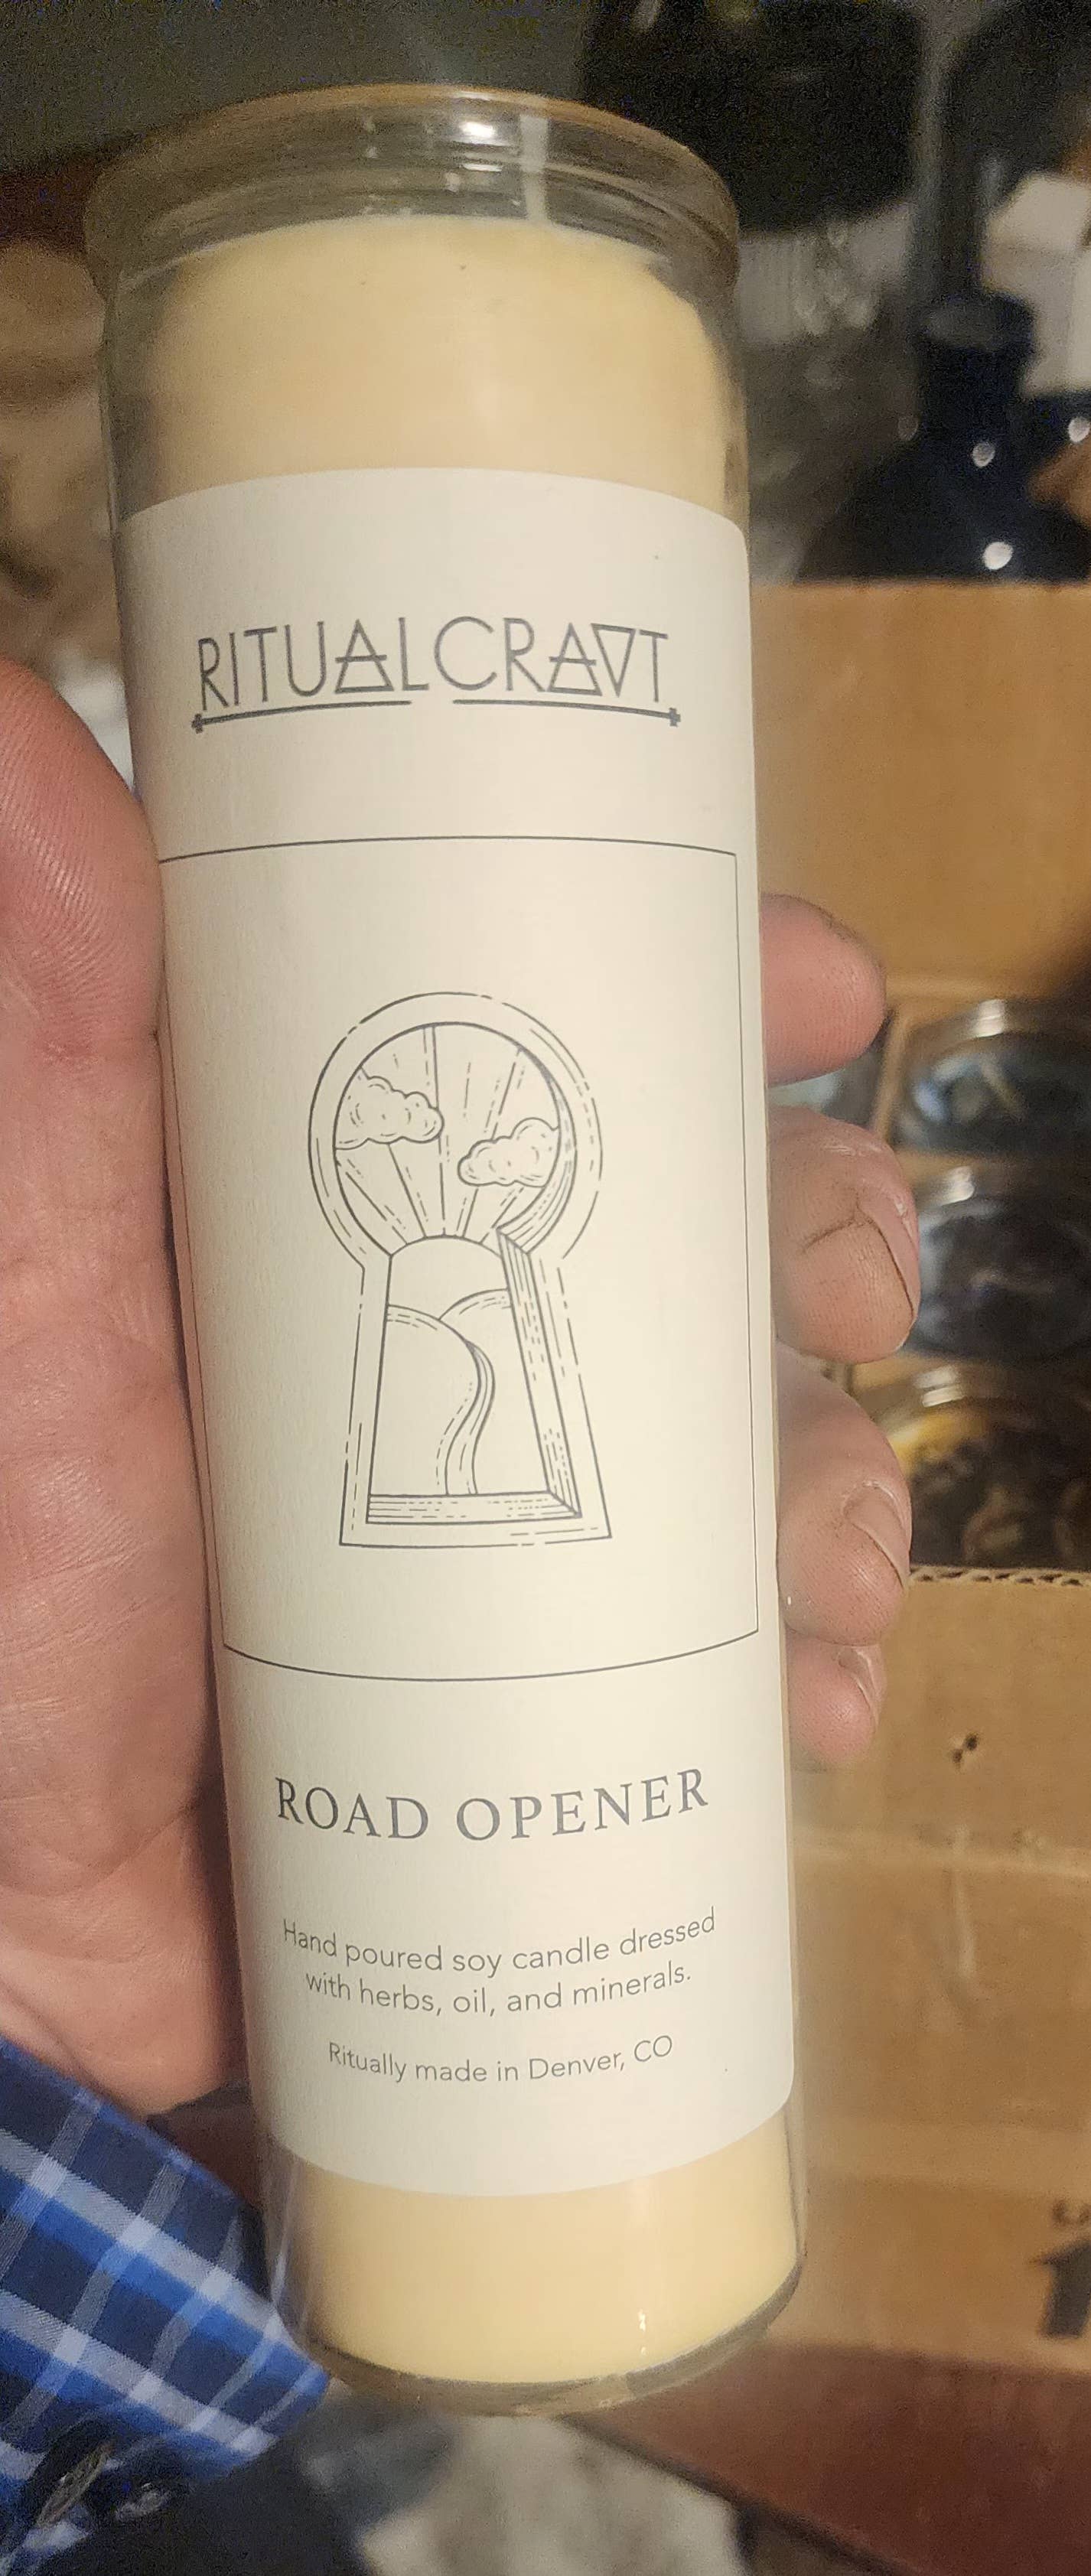 RITUALCRAVT
ROAD OPENER
Hand poured soy candle dressed
with herbs, oil, and minerals.
Ritually made in Denver, CO